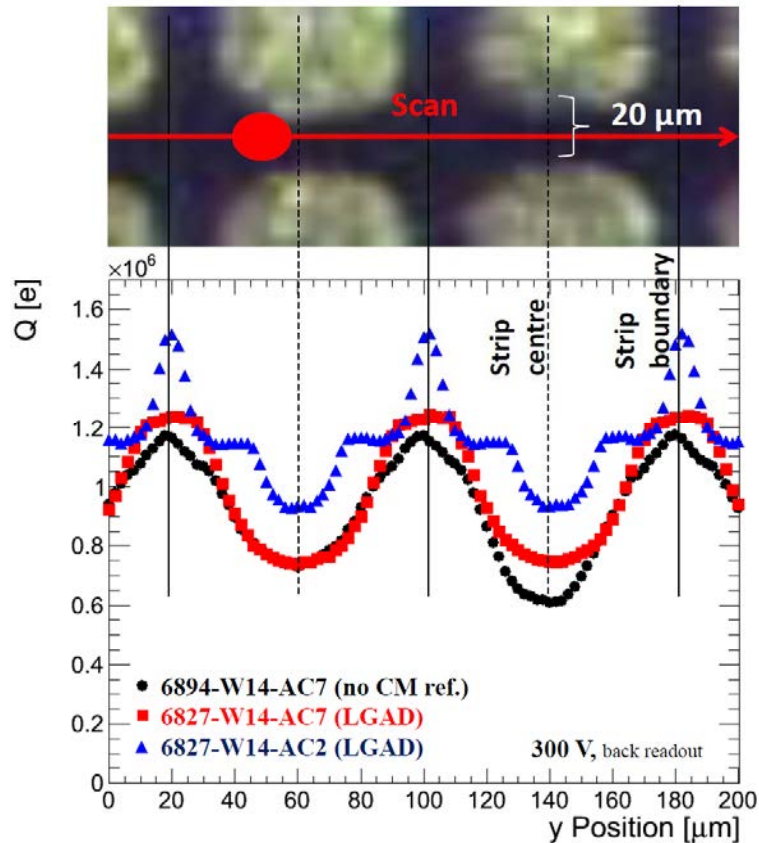 Scan
20 µm
×10⁶
Q [e]
1.6
1.4
1.2
1
0.8
0.6
0.4
0.2
0
Strip
centre
Strip
boundary
6894-W14-AC7 (no CM ref.)
6827-W14-AC7 (LGAD)
6827-W14-AC2 (LGAD)
300 V, back readout
0 20 40 60 80 100 120 140 160 180 200
y Position [µm]